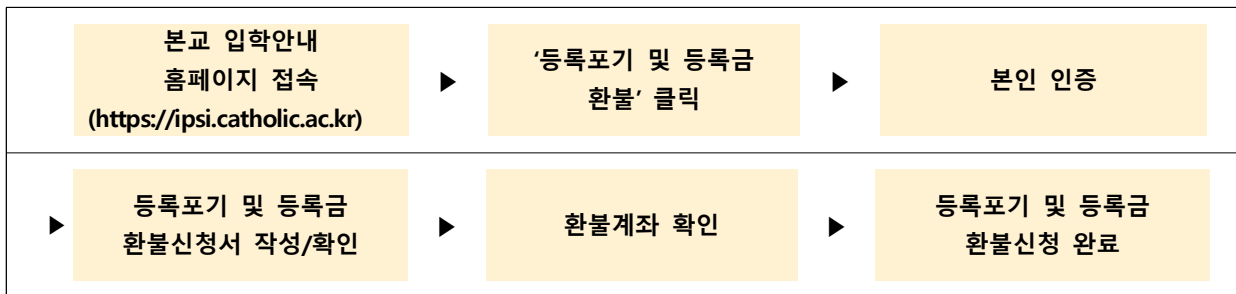 본교 입학안내
홈페이지 접속
(https://ipsi.catholic.ac.kr)
▶
‘등록포기 및 등록금
환불’ 클릭
▶
본인 인증
▶
등록포기 및 등록금
환불신청서 작성/확인
▶
환불계좌 확인
▶
등록포기 및 등록금
환불신청 완료